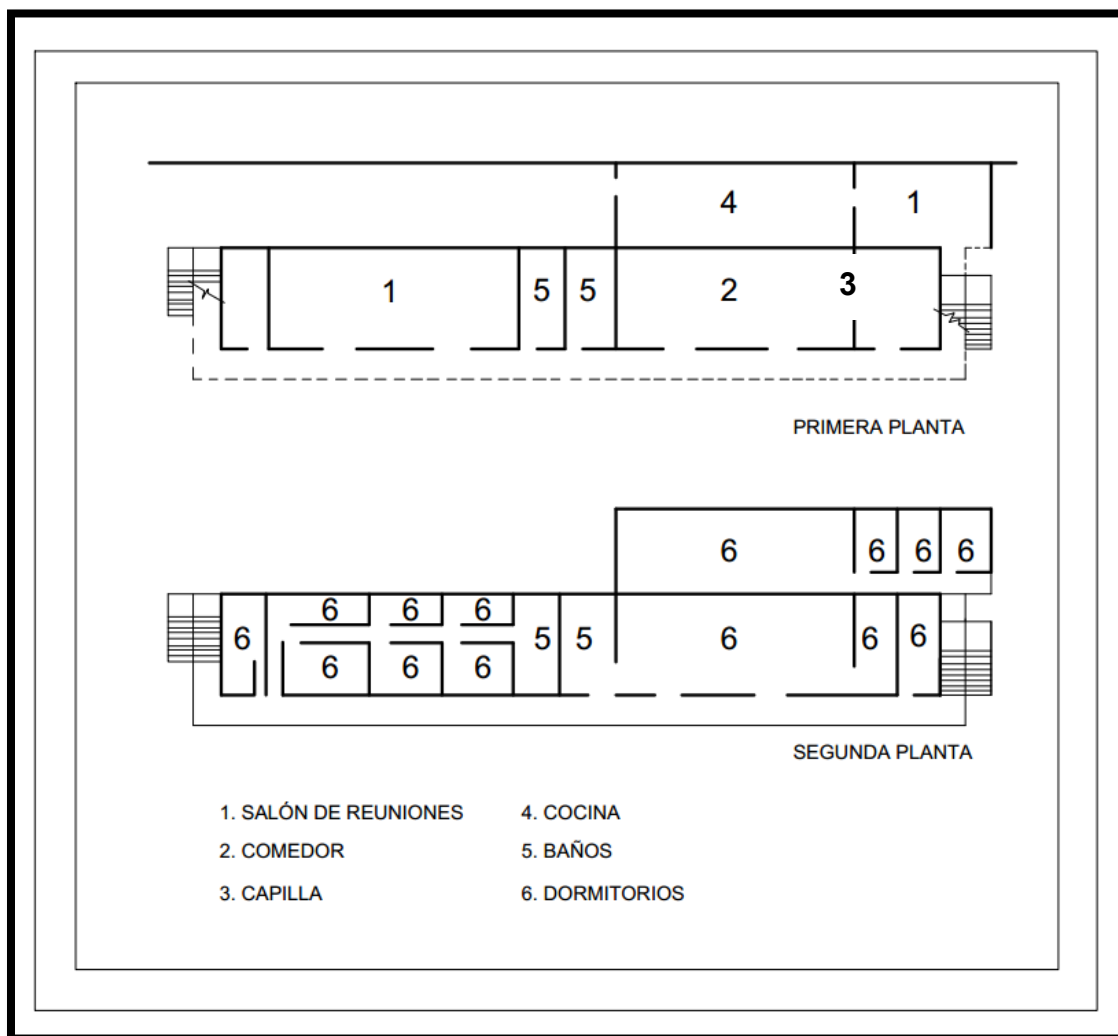 4
1
1
5
5
2
3
PRIMERA PLANTA
6
6
6
6
6
6
6
6
5
5
6
6
6
6
6
6
SEGUNDA PLANTA
1. SALÓN DE REUNIONES
2. COMEDOR
3. CAPILLA
4. COCINA
5. BAÑOS
6. DORMITORIOS